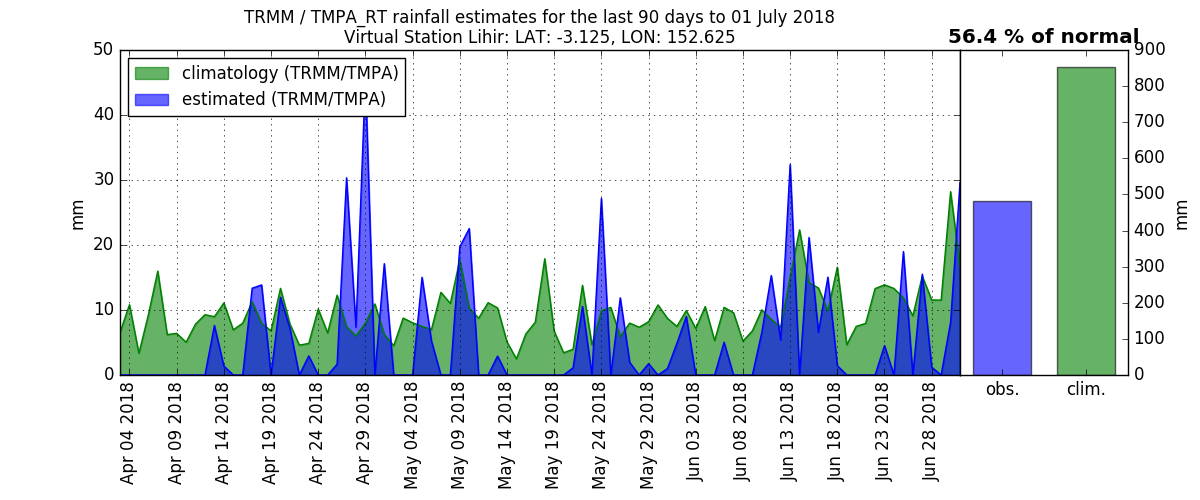 TRMM / TMPA_RT rainfall estimates for the last 90 days to 01 July 2018
Virtual Station Lihir: LAT: -3.125, LON: 152.625
56.4 % of normal
climatology (TRMM/TMPA)
estimated (TRMM/TMPA)
50
40
30
20
10
0
mm
900
800
700
600
500
400
300
200
100
0
mm
Apr 04 2018
Apr 09 2018
Apr 14 2018
Apr 19 2018
Apr 24 2018
Apr 29 2018
May 04 2018
May 09 2018
May 14 2018
May 19 2018
May 24 2018
May 29 2018
Jun 03 2018
Jun 08 2018
Jun 13 2018
Jun 18 2018
Jun 23 2018
Jun 28 2018
obs.
clim.